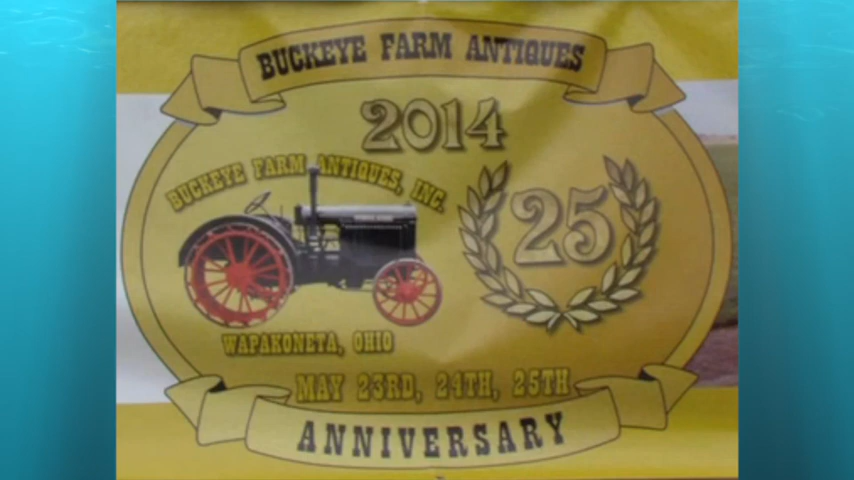 BUCKEYE FARM ANTIQUES
2014
BUCKEYE FARM ANTIQUES, INC.
25
WAPAKONETA, OHIO
MAY 23RD, 24TH, 25TH
ANNIVERSARY